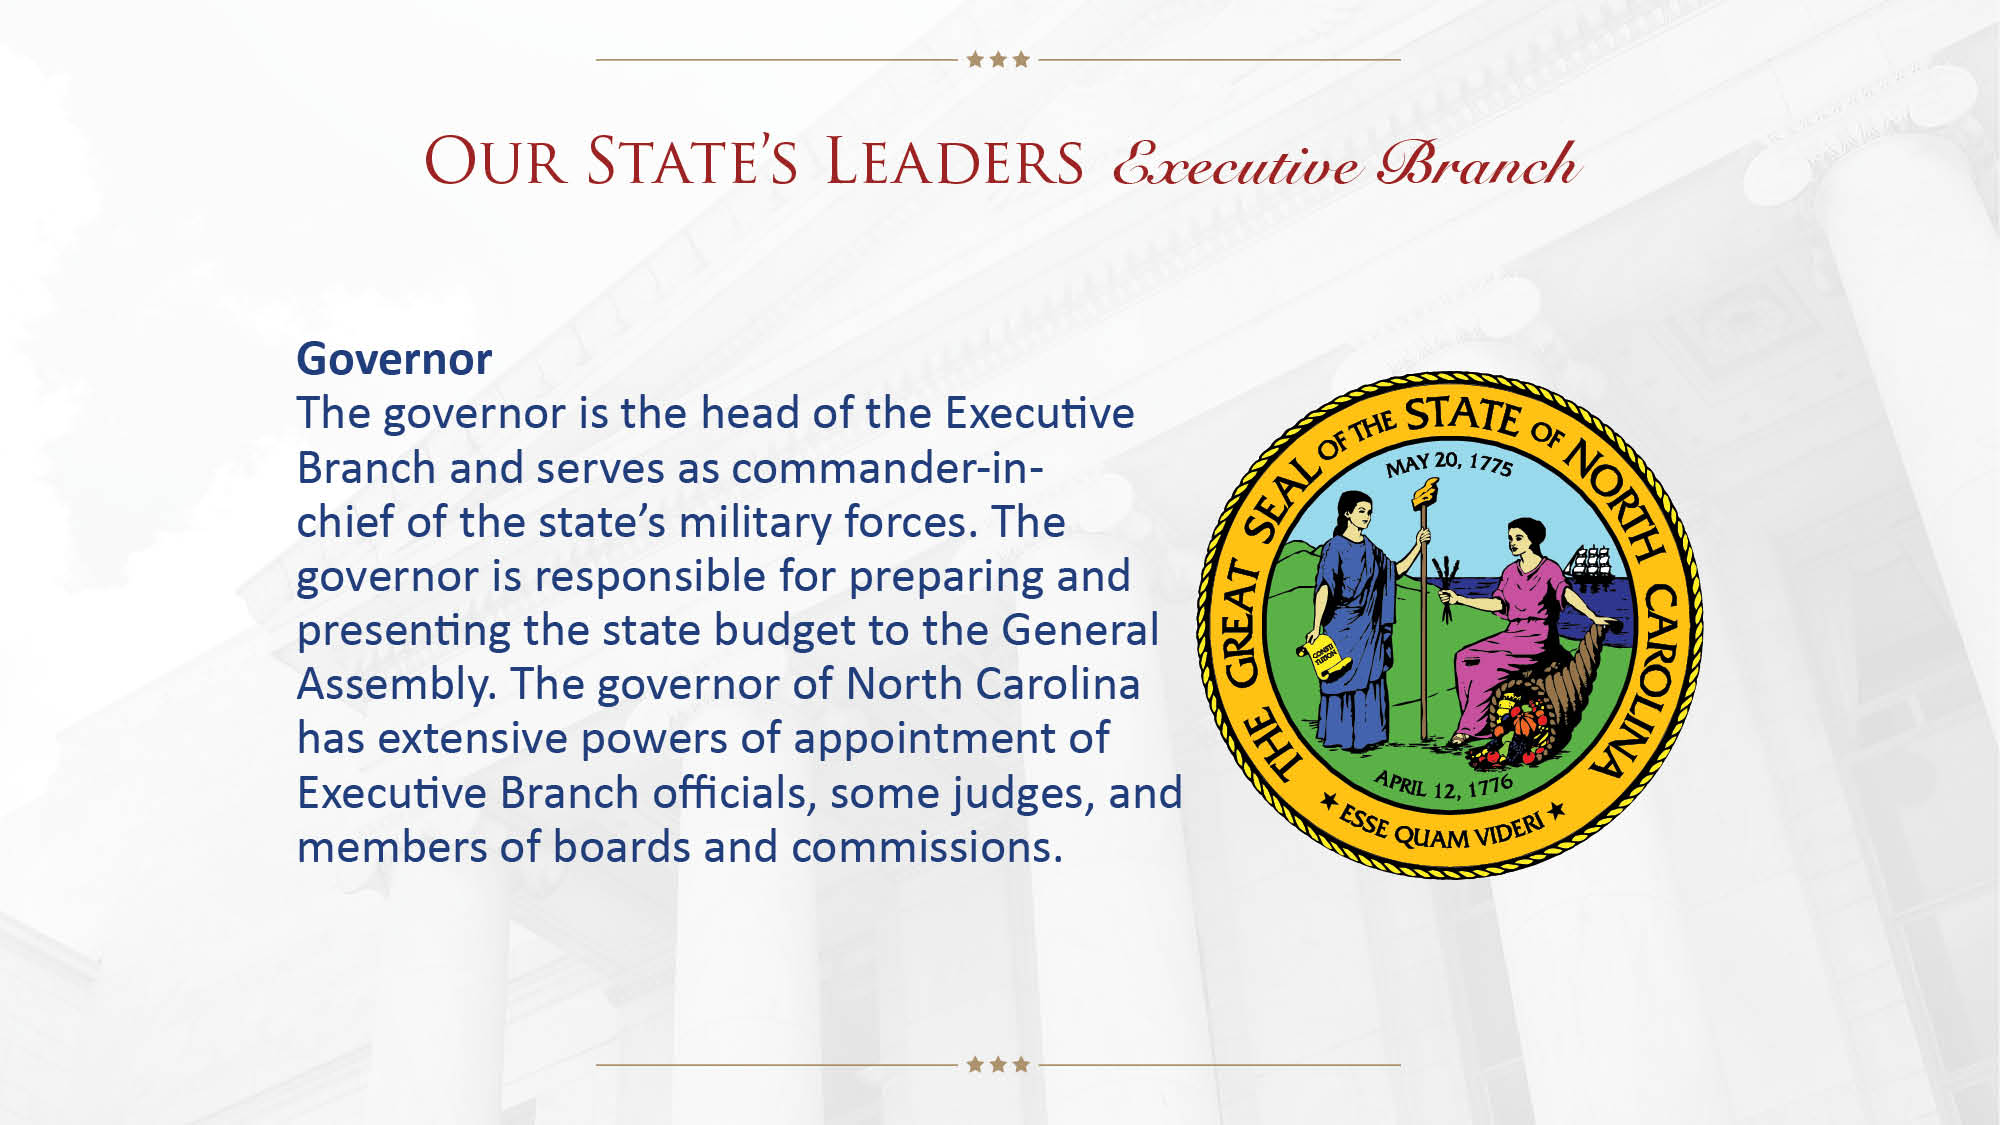 OUR STATE’S LEADERS Executive Branch
Governor
The governor is the head of the Executive
Branch and serves as commander-in-
chief of the state’s military forces. The
governor is responsible for preparing and
presenting the state budget to the General
Assembly. The governor of North Carolina
has extensive powers of appointment of
Executive Branch officials, some judges, and
members of boards and commissions.
THE GREAT SEAL OF THE STATE OF NORTH CAROLINA
MAY 20, 1775
CONSTI
TUTION
APRIL 12, 1776
★ ESSE QUAM VIDERI ★